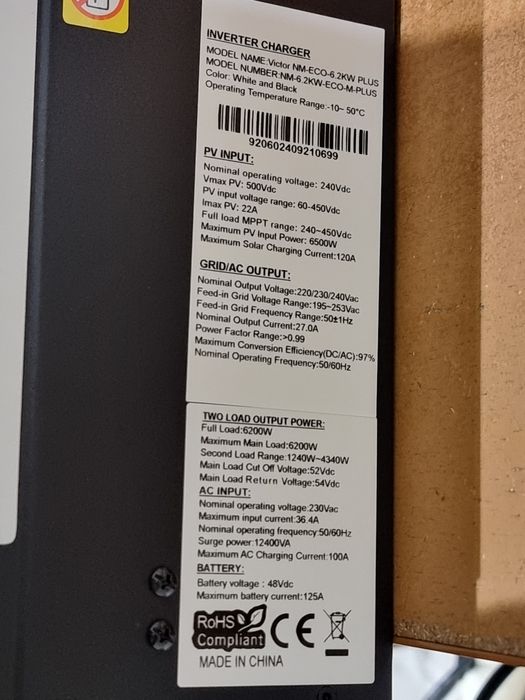 INVERTER CHARGER
MODEL NAME:Victor NM-ECO-6.2KW PLUS
MODEL NUMBER:NM-6.2KW-ECO-M-PLUS
Color: White and Black
Operating Temperature Range:-10~ 50°C
920602409210699
PV INPUT:
Nominal operating voltage: 240Vdc
Vmax PV: 500Vdc
PV input voltage range: 60-450Vdc
Imax PV: 22A
Full load MPPT range: 240~450Vdc
Maximum PV Input Power: 6500W
Maximum Solar Charging Current:120A
GRID/AC OUTPUT:
Nominal Output Voltage:220/230/240Vac
Feed-in Grid Voltage Range:195~253Vac
Feed-in Grid Frequency Range:50±1Hz
Nominal Output Current:27.0A
Power Factor Range:>0.99
Maximum Conversion Efficiency(DC/AC):97%
Nominal Operating Frequency:50/60Hz
TWO LOAD OUTPUT POWER:
Full Load:6200W
Maximum Main Load:6200W
Second Load Range:1240W~4340W
Main Load Cut Off Voltage:52Vdc
Main Load Return Voltage:54Vdc
AC INPUT:
Nominal operating voltage:230Vac
Maximum input current:36.4A
Nominal operating frequency:50/60Hz
Surge power:12400VA
Maximum AC Charging Current:100A
BATTERY:
Battery voltage : 48Vdc
Maximum battery current:125A
RoHS
Compliant
CE
MADE IN CHINA